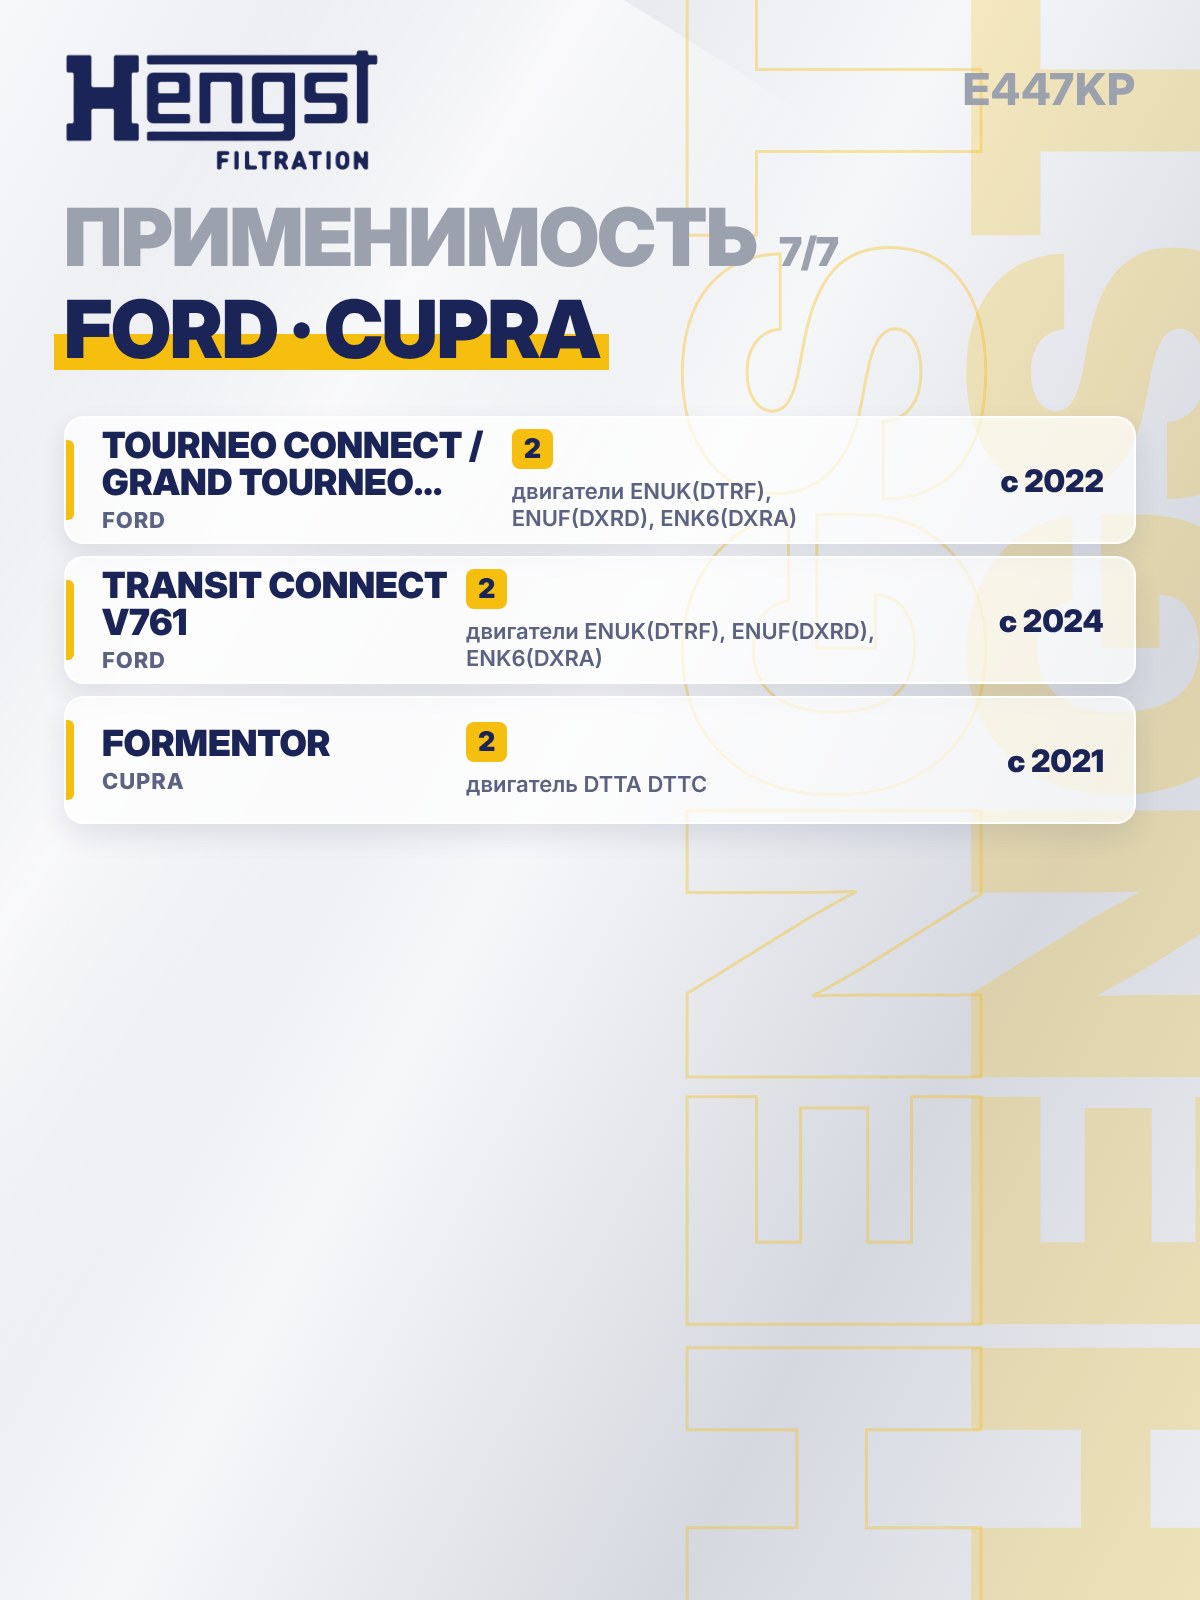 Hengst
FILTRATION
E447KP
ПРИМЕНИМОСТЬ 7/7
FORD · CUPRA
TOURNEO CONNECT /
GRAND TOURNEO...
FORD
2
двигатели ENUK(DTRF),
ENUF(DXRD), ENK6(DXRA)
с 2022
TRANSIT CONNECT
V761
FORD
2
двигатели ENUK(DTRF), ENUF(DXRD),
ENK6(DXRA)
с 2024
FORMENTOR
CUPRA
2
двигатель DTTA DTTC
с 2021
HENGST
HENGST